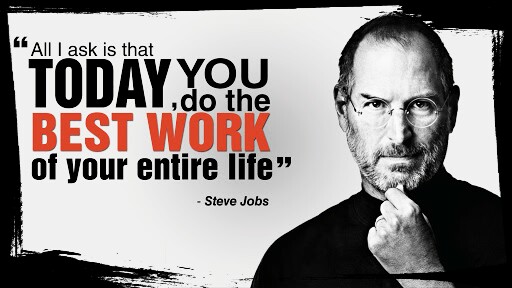 “All I ask is that
TODAY, YOU
do the
BEST WORK
of your entire life”
- Steve Jobs